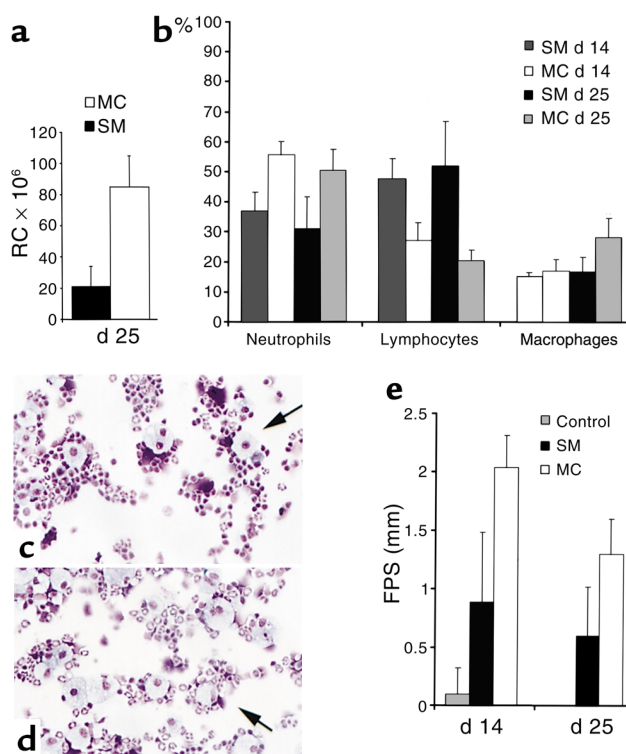 a
MC
SM
RC × 10⁶
120
100
80
60
40
20
0
d 25
b
%
100
90
80
70
60
50
40
30
20
10
0
SM d 14
MC d 14
SM d 25
MC d 25
Neutrophils
Lymphocytes
Macrophages
c
d
e
Control
SM
MC
FPS (mm)
2.5
2
1.5
1
0.5
0
d 14
d 25